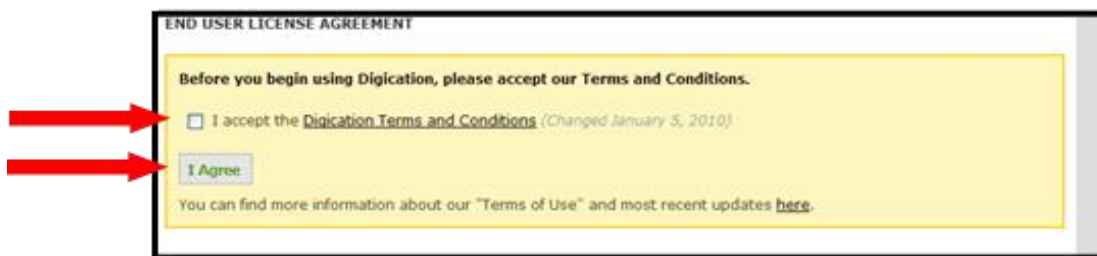 END USER LICENSE AGREEMENT
Before you begin using Digication, please accept our Terms and Conditions.
I accept the Digication Terms and Conditions (Changed January 5, 2010)
I Agree
You can find more information about our "Terms of Use" and most recent updates here.